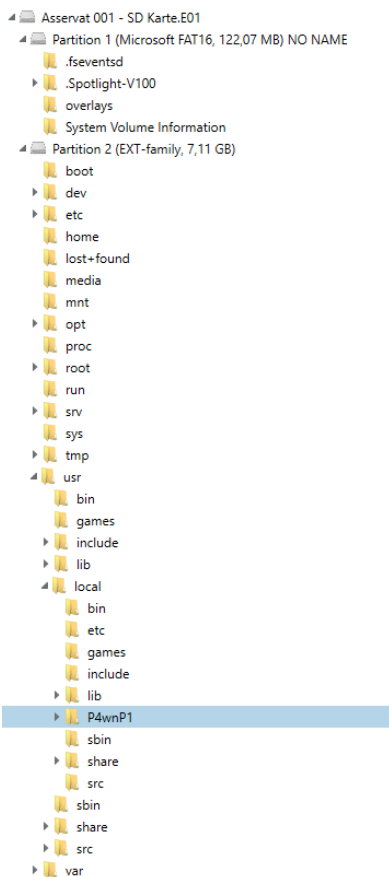 Asservat 001 - SD Karte.E01
Partition 1 (Microsoft FAT16, 122,07 MB) NO NAME
.fseventsd
.Spotlight-V100
overlays
System Volume Information
Partition 2 (EXT-family, 7,11 GB)
boot
dev
etc
home
lost+found
media
mnt
opt
proc
root
run
srv
sys
tmp
usr
bin
games
include
lib
local
bin
etc
games
include
lib
P4wnP1
sbin
share
src
sbin
share
src
var